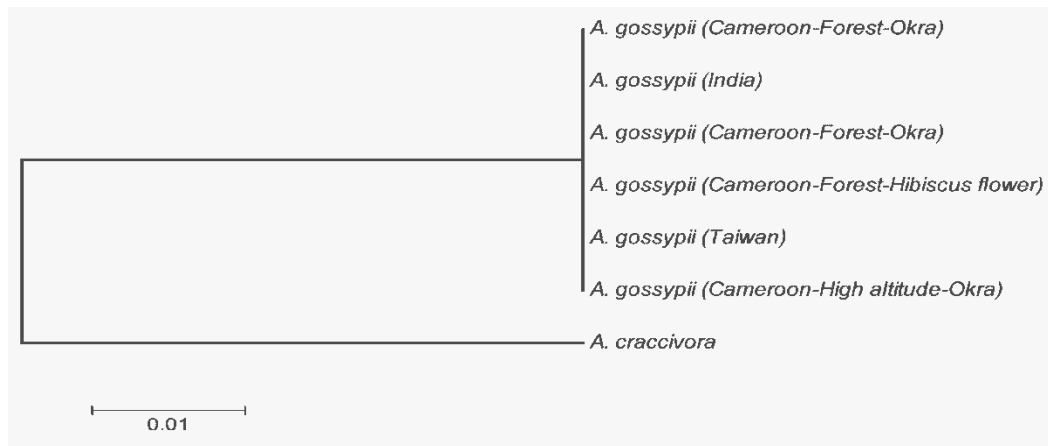 A. gossypii (Cameroon-Forest-Okra)
A. gossypii (India)
A. gossypii (Cameroon-Forest-Okra)
A. gossypii (Cameroon-Forest-Hibiscus flower)
A. gossypii (Taiwan)
A. gossypii (Cameroon-High altitude-Okra)
A. craccivora
0.01